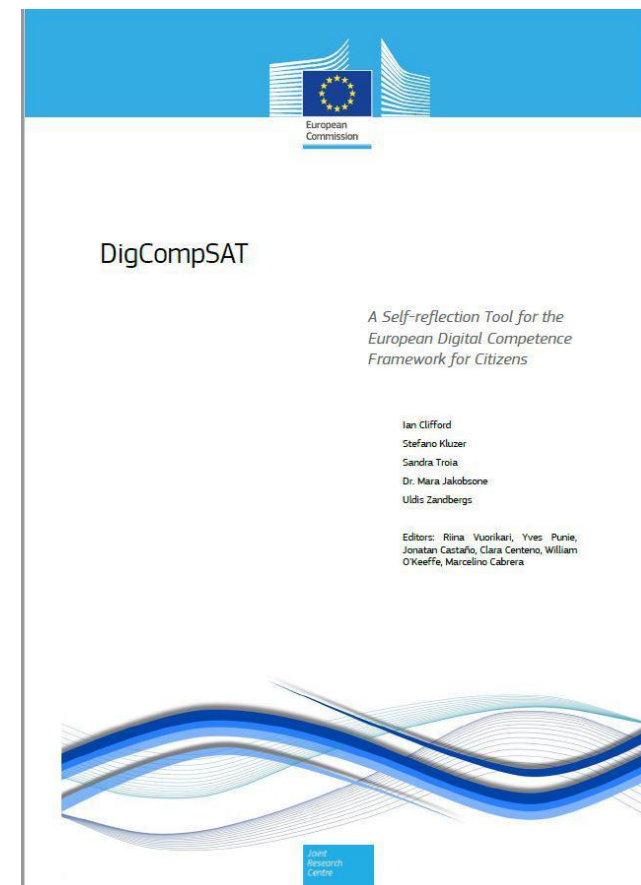 European
Commission
DigCompSAT
A Self-reflection Tool for the
European Digital Competence
Framework for Citizens
Ian Clifford
Stefano Kluzer
Sandra Troia
Dr. Mara Jakobsone
Uldis Zandbergs
Editors: Riina Vuorikari, Yves Punie,
Jonatan Castaño, Clara Centeno, William
O'Keeffe, Marcelino Cabrera
Joint
Research
Centre